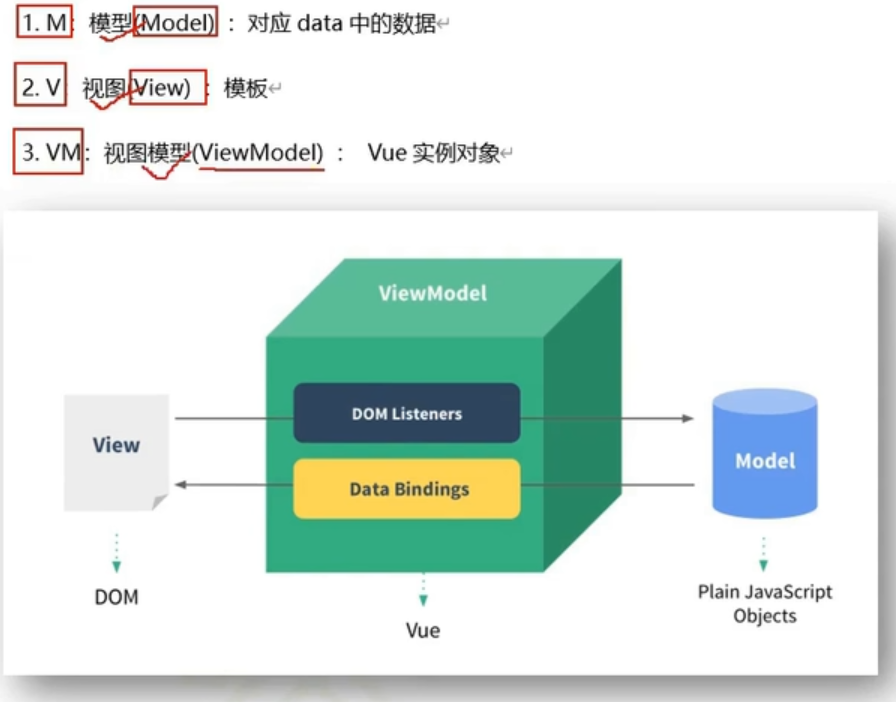 1. M: 模型(Model) ：对应 data 中的数据↵
2. V 视图(View) ：模板↵
3. VM: 视图模型(ViewModel) ： Vue 实例对象↵
ViewModel
DOM Listeners
View
Model
Data Bindings
DOM
Plain JavaScript
Objects
Vue